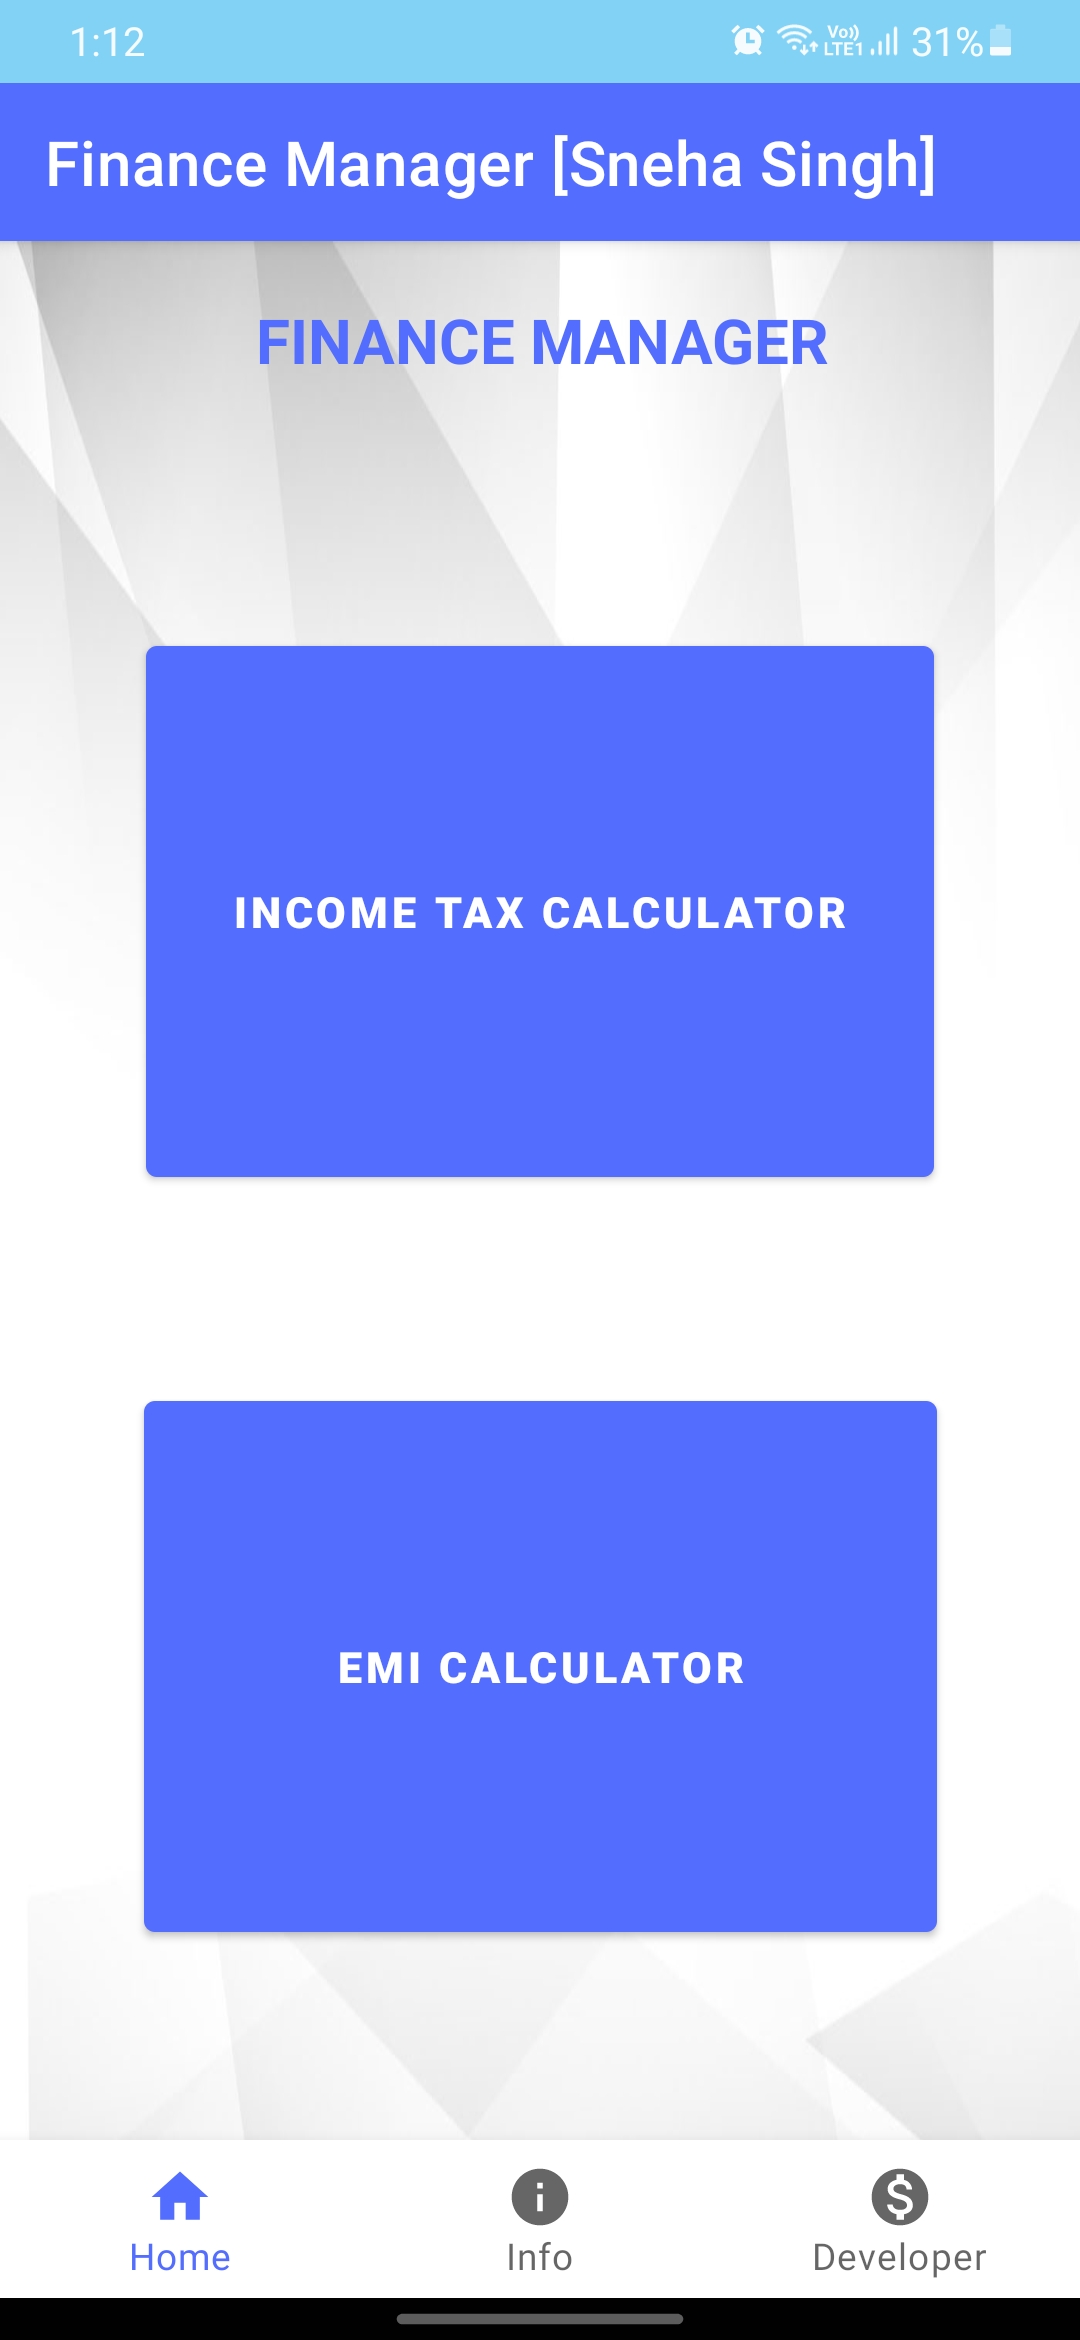 1:12 Vo)) LTE1 31%
Finance Manager [Sneha Singh]
FINANCE MANAGER
INCOME TAX CALCULATOR
EMI CALCULATOR
Home Info Developer